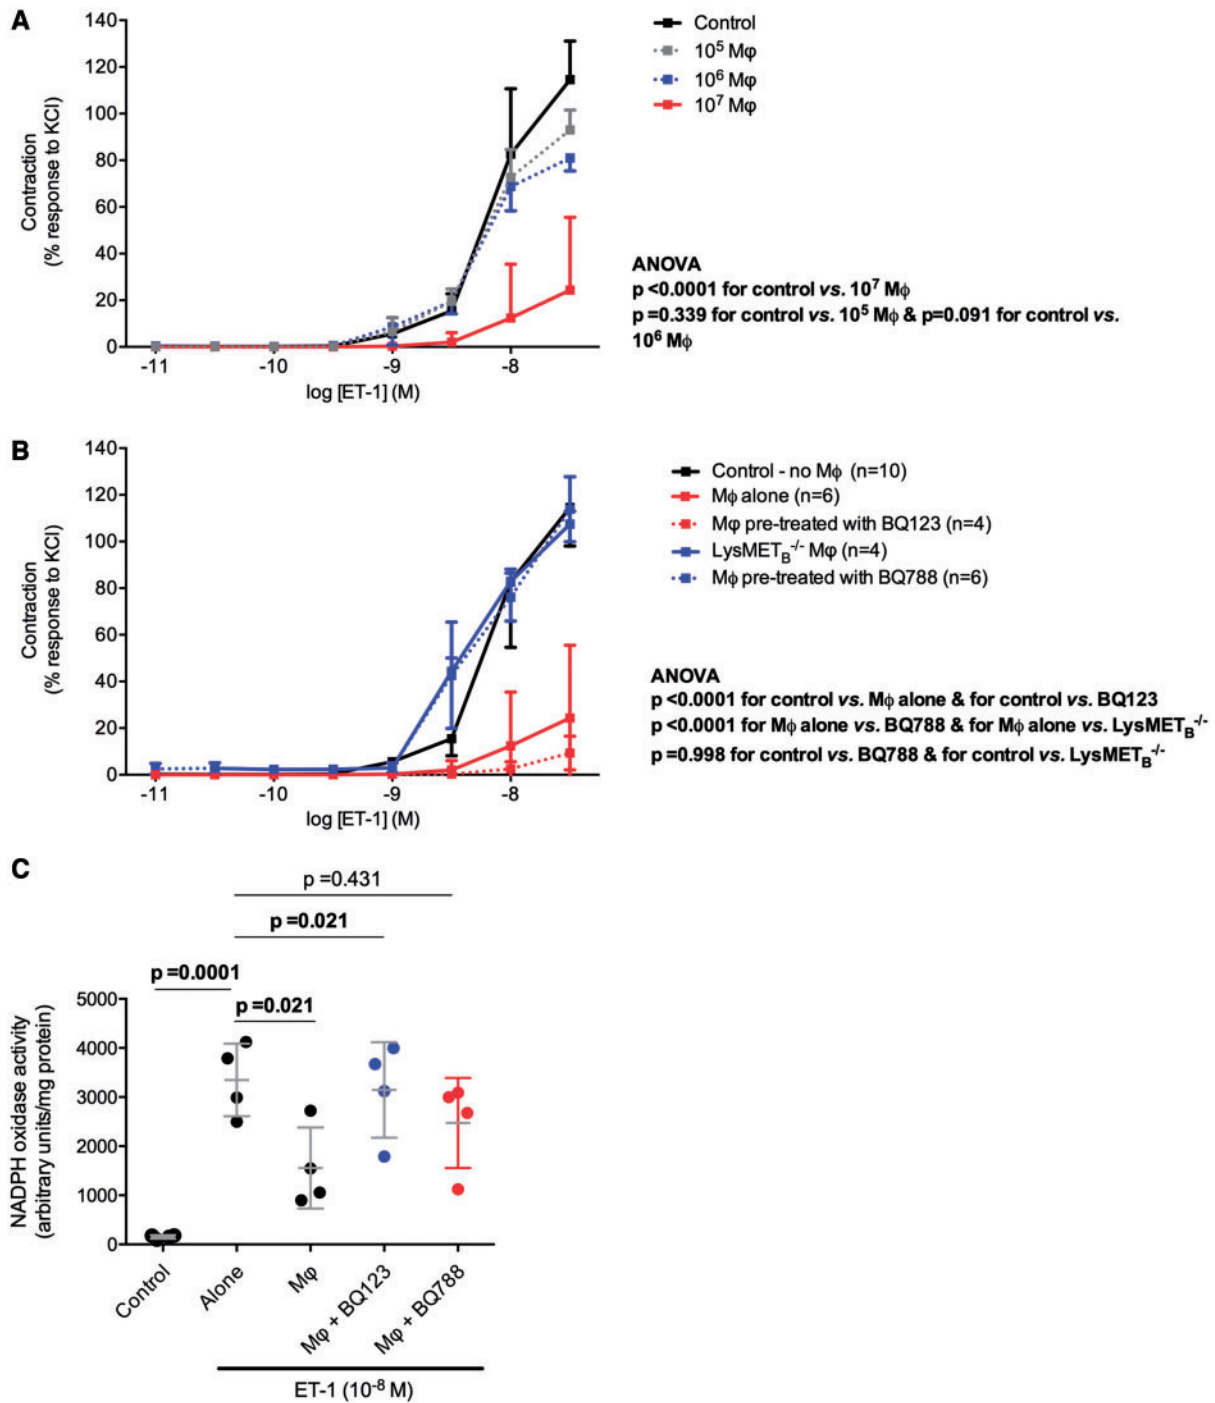 A
140
120
100
80
60
40
20
0
Contraction
(% response to KCl)
-11 -10 -9 -8
log [ET-1] (M)
Control
10⁵ Mφ
10⁶ Mφ
10⁷ Mφ
ANOVA
p <0.0001 for control vs. 10⁷ Mϕ
p =0.339 for control vs. 10⁵ Mϕ & p=0.091 for control vs.
10⁶ Mϕ
B
140
120
100
80
60
40
20
0
Contraction
(% response to KCl)
-11 -10 -9 -8
log [ET-1] (M)
Control - no Mϕ (n=10)
Mϕ alone (n=6)
Mφ pre-treated with BQ123 (n=4)
LysMET_B⁻/⁻ Mφ (n=4)
Mϕ pre-treated with BQ788 (n=6)
ANOVA
p <0.0001 for control vs. Mϕ alone & for control vs. BQ123
p <0.0001 for Mϕ alone vs. BQ788 & for Mϕ alone vs. LysMET_B⁻/⁻
p =0.998 for control vs. BQ788 & for control vs. LysMET_B⁻/⁻
C
p =0.431
p =0.021
p =0.0001
p =0.021
5000
4000
3000
2000
1000
0
NADPH oxidase activity
(arbitrary units/mg protein)
Control
Alone
Mφ
Mφ + BQ123
Mφ + BQ788
ET-1 (10⁻⁸ M)